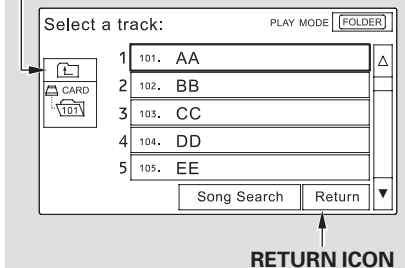 Select a track:
PLAY MODE FOLDER
1 101. AA
2 102. BB
3 103. CC
4 104. DD
5 105. EE
CARD
101
Song Search
Return
RETURN ICON